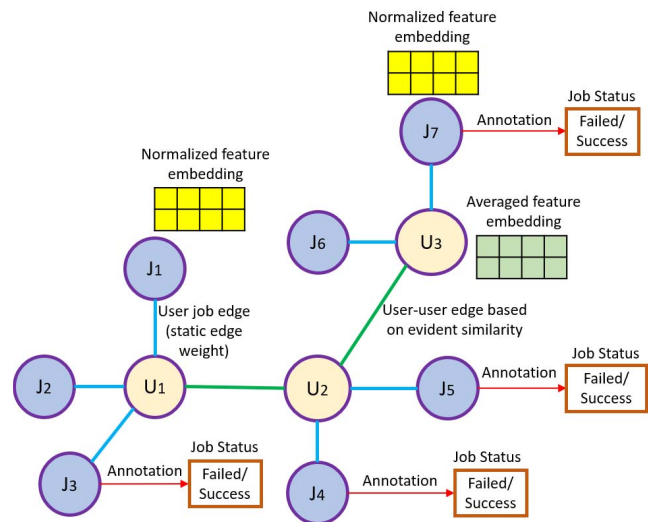 Normalized feature
embedding
Job Status
J7
Annotation
Failed/
Success
Normalized feature
embedding
Averaged feature
embedding
J6
U3
J1
User job edge
(static edge
weight)
User-user edge based
on evident similarity
Job Status
J2
U1
U2
J5
Annotation
Failed/
Success
Job Status
J3
Annotation
Failed/
Success
Job Status
J4
Annotation
Failed/
Success